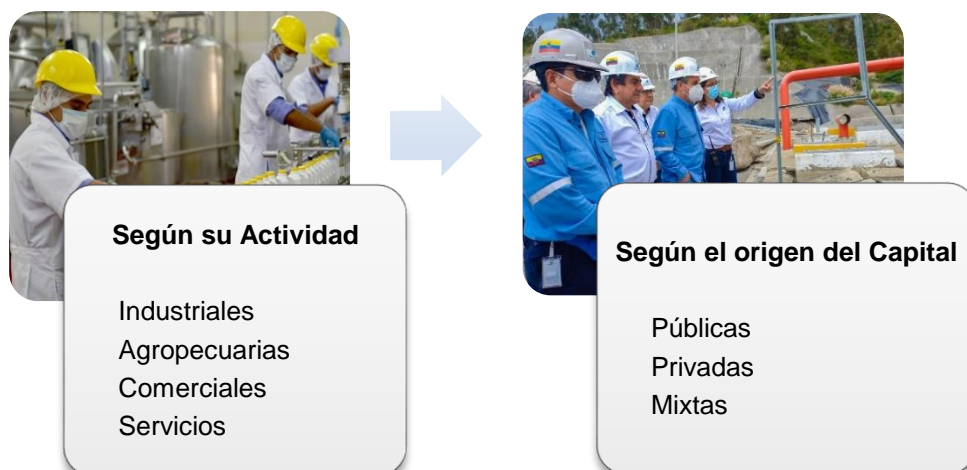 Según su Actividad
Industriales
Agropecuarias
Comerciales
Servicios
Según el origen del Capital
Públicas
Privadas
Mixtas